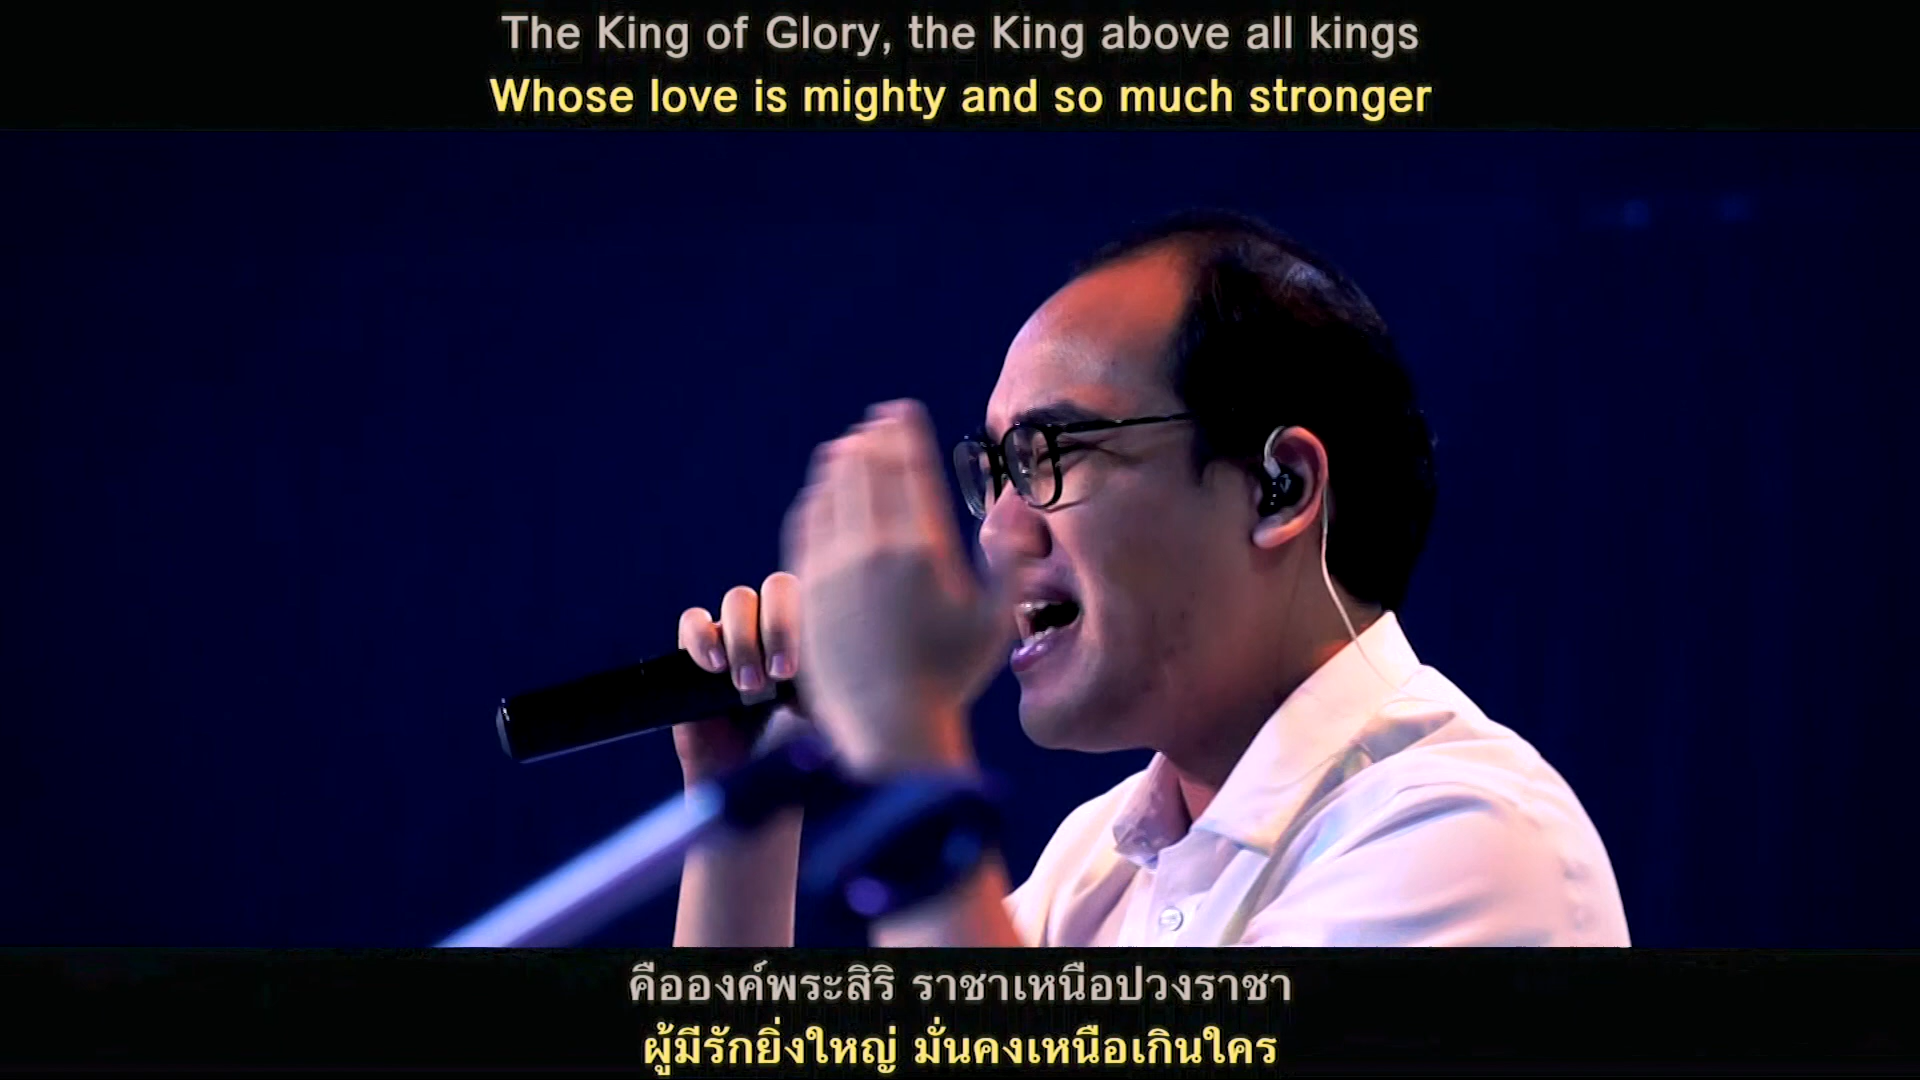 The King of Glory, the King above all kings
Whose love is mighty and so much stronger
คือองค์พระสิริ ราชาเหนือปวงราชา
ผู้มีรักยิ่งใหญ่ มั่นคงเหนือเกินใคร